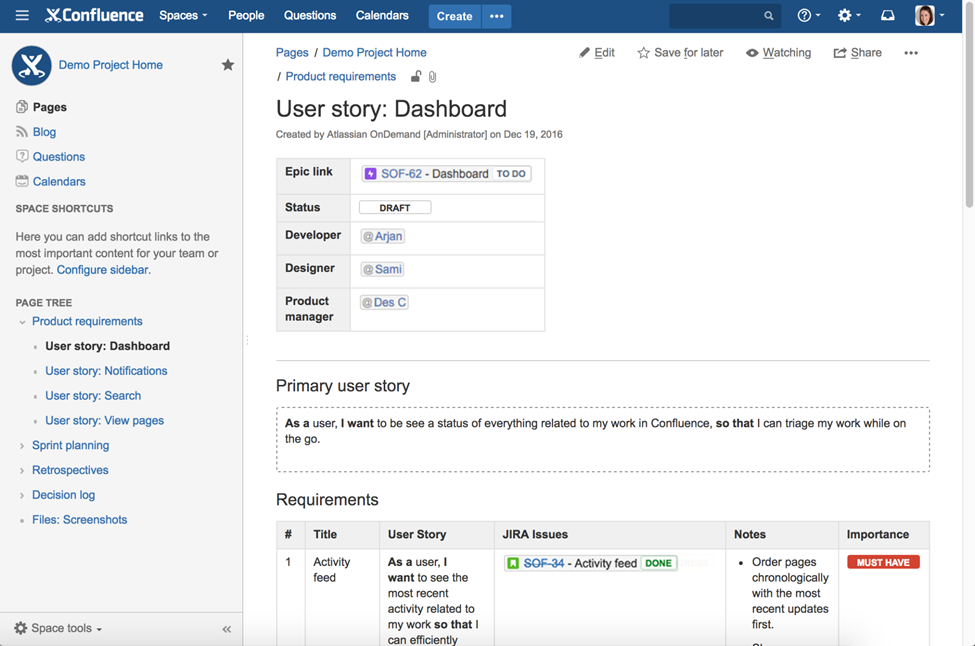 Confluence Spaces People Questions Calendars Create •••
Demo Project Home
Pages
Blog
Questions
Calendars
SPACE SHORTCUTS
Here you can add shortcut links to the
most important content for your team or
project. Configure sidebar.
PAGE TREE
Product requirements
User story: Dashboard
User story: Notifications
User story: Search
User story: View pages
Sprint planning
Retrospectives
Decision log
Files: Screenshots
Space tools
Pages / Demo Project Home
/ Product requirements
Edit Save for later Watching Share •••
User story: Dashboard
Created by Atlassian OnDemand [Administrator] on Dec 19, 2016
Epic link SOF-62 - Dashboard TO DO
Status DRAFT
Developer @Arjan
Designer @Sami
Product
manager
@Des C
Primary user story
As a user, I want to be see a status of everything related to my work in Confluence, so that I can triage my work while on
the go.
Requirements
# Title User Story JIRA Issues Notes Importance
1
Activity
feed
As a user, I
want to see the
most recent
activity related to
my work so that I
can efficiently
SOF-34 - Activity feed DONE
• Order pages
chronologically
with the most
recent updates
first.
MUST HAVE